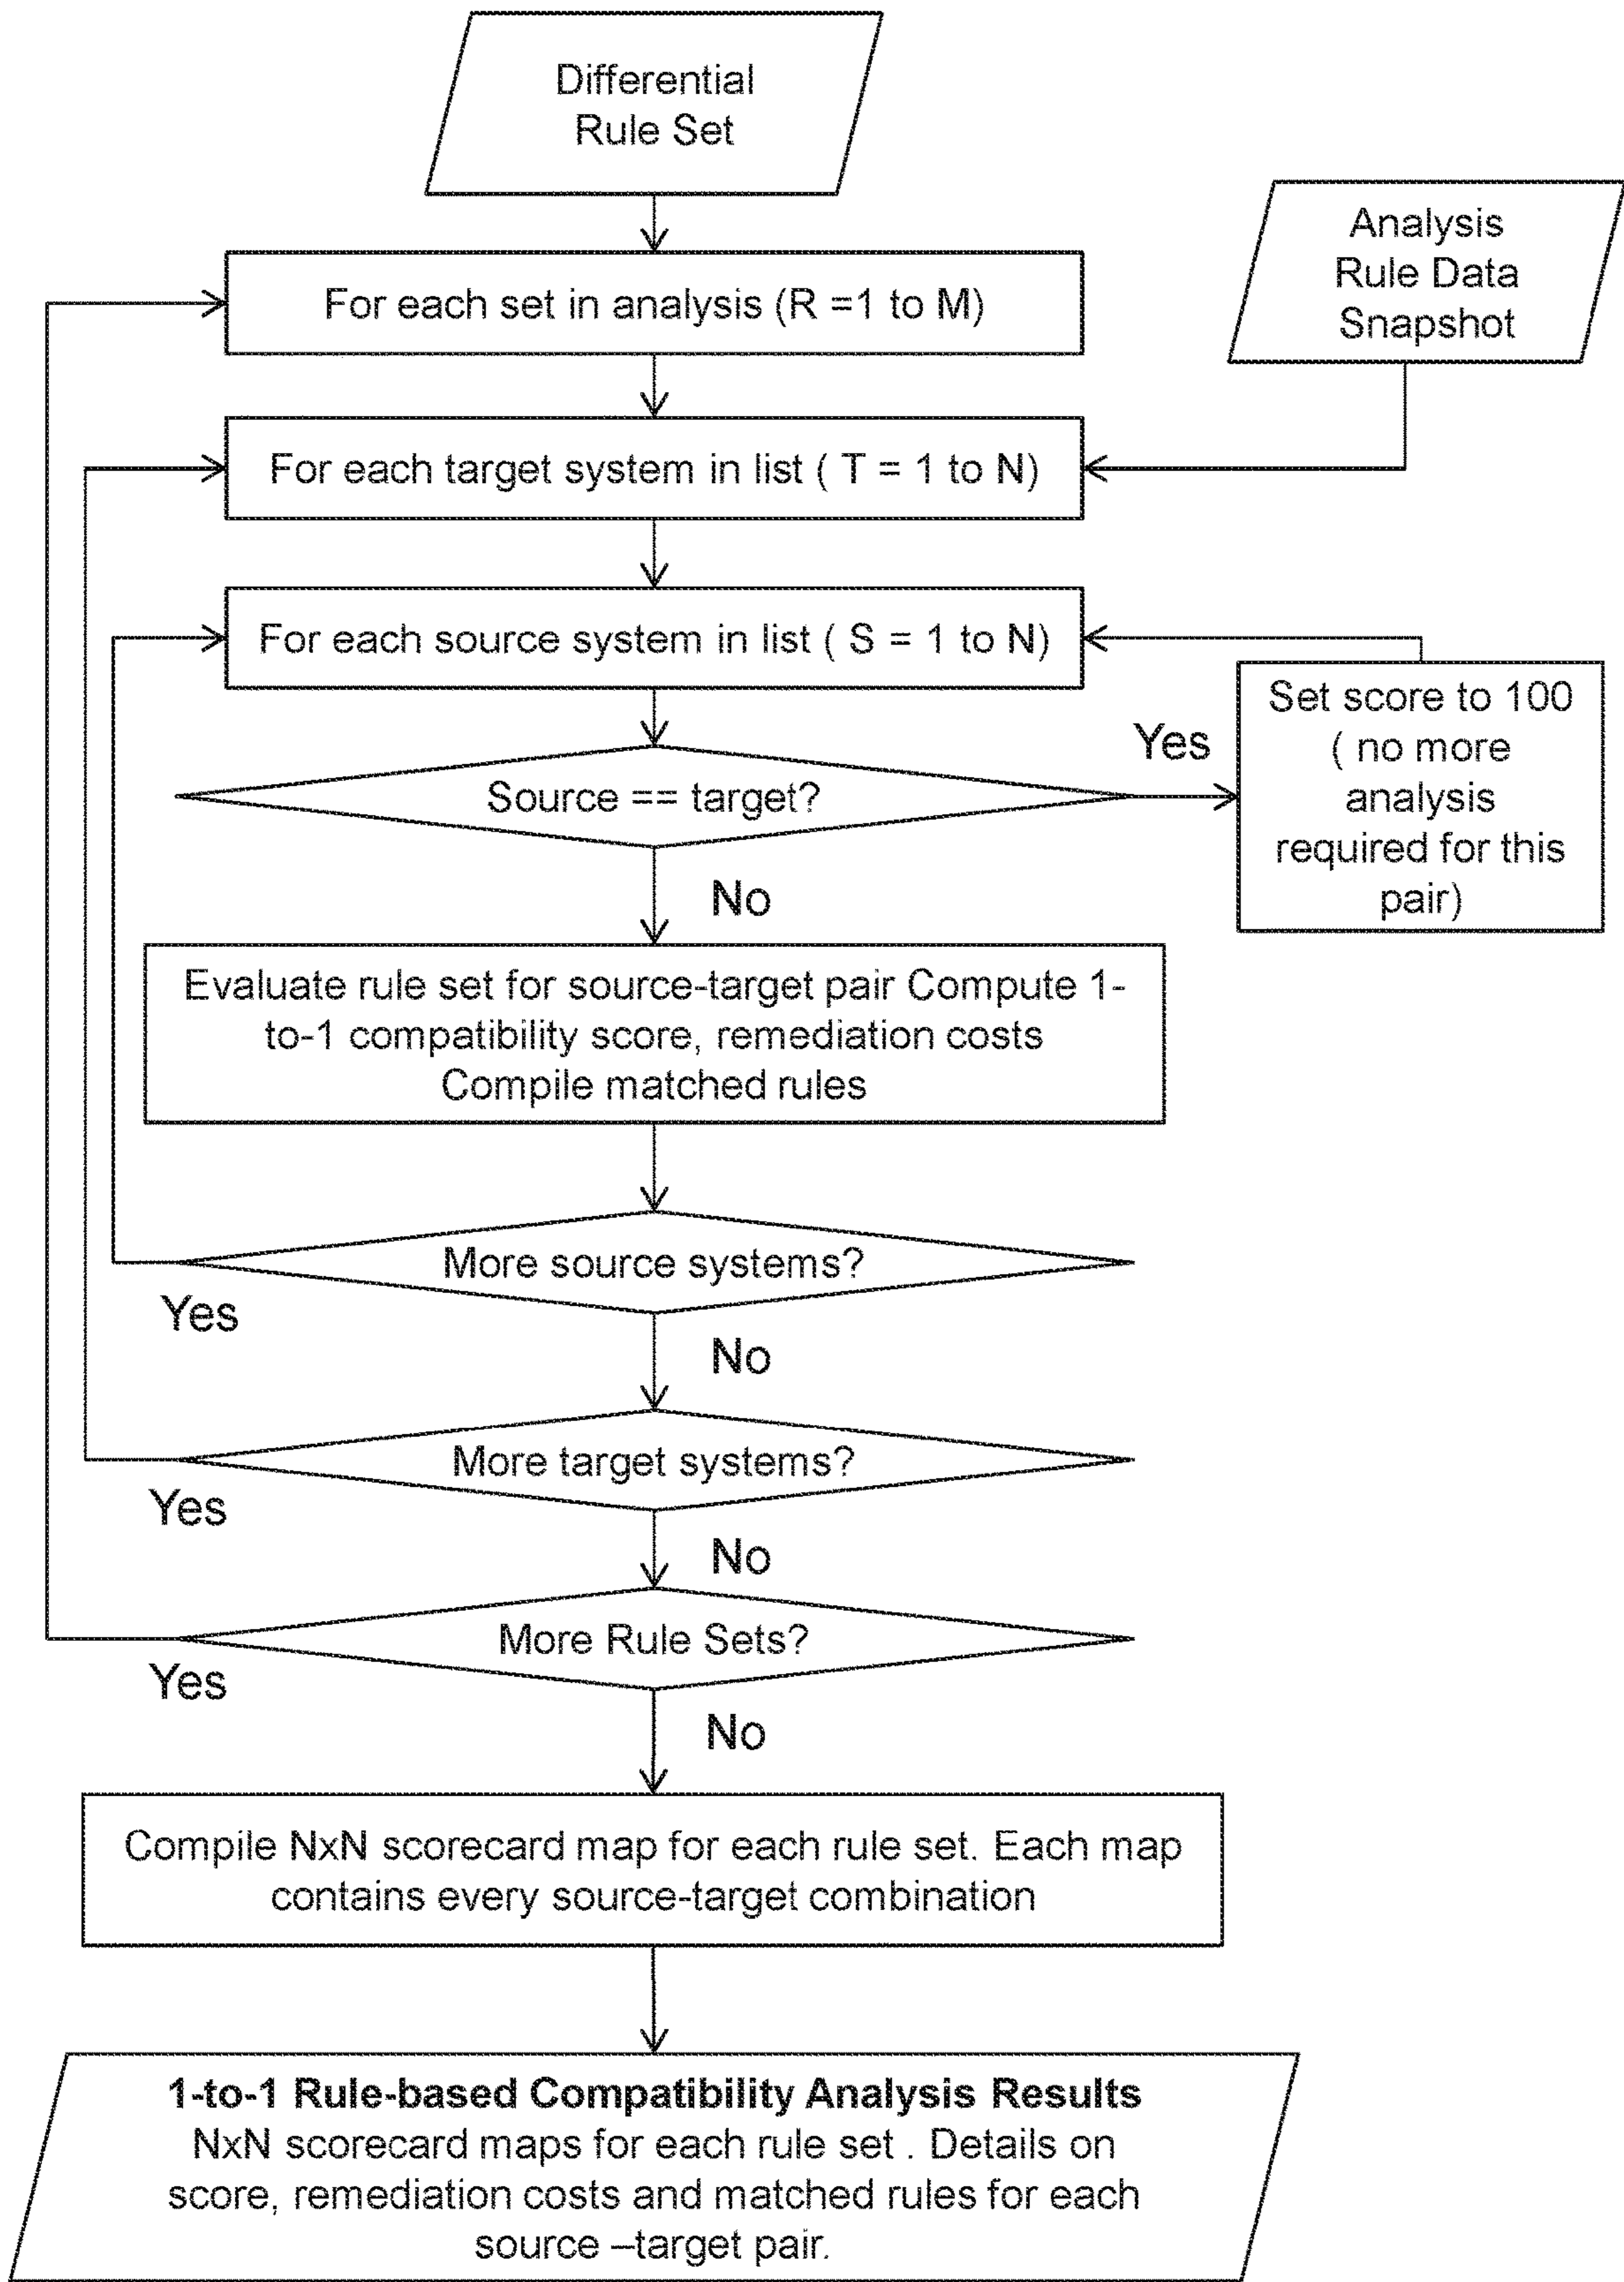 Differential
Rule Set
Analysis
Rule Data
Snapshot
For each set in analysis (R =1 to M)
For each target system in list ( T = 1 to N)
For each source system in list ( S = 1 to N)
Set score to 100
( no more
analysis
required for this
pair)
Yes
Source == target?
No
Evaluate rule set for source-target pair Compute 1-
to-1 compatibility score, remediation costs
Compile matched rules
More source systems?
Yes
No
More target systems?
Yes
No
More Rule Sets?
Yes
No
Compile NxN scorecard map for each rule set. Each map
contains every source-target combination
1-to-1 Rule-based Compatibility Analysis Results
NxN scorecard maps for each rule set . Details on
score, remediation costs and matched rules for each
source –target pair.